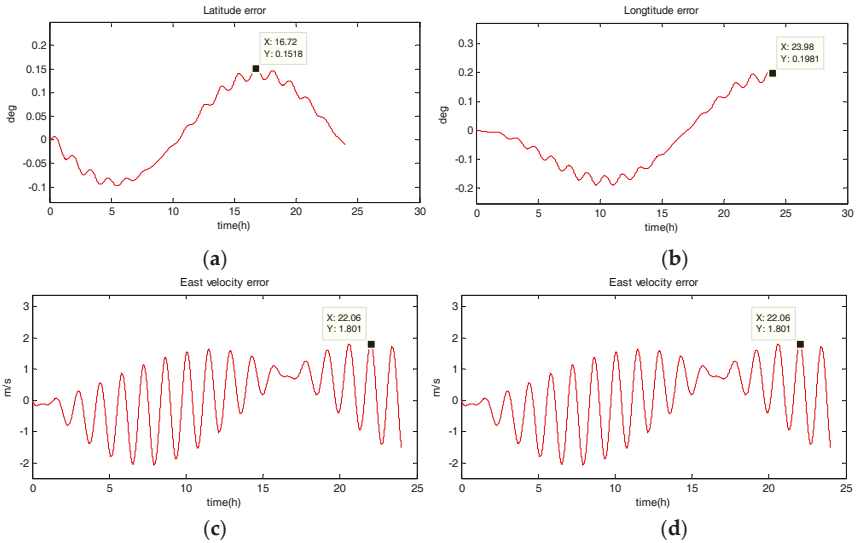 Latitude error
0.2
0.15
0.1
0.05
0
-0.05
-0.1
deg
X: 16.72
Y: 0.1518
0 5 10 15 20 25 30
time(h)
(a)
Longtitude error
0.3
0.2
0.1
0
-0.1
-0.2
deg
X: 23.98
Y: 0.1981
0 5 10 15 20 25 30
time(h)
(b)
East velocity error
3
2
1
0
-1
-2
m/s
X: 22.06
Y: 1.801
0 5 10 15 20 25
time(h)
(c)
East velocity error
3
2
1
0
-1
-2
m/s
X: 22.06
Y: 1.801
0 5 10 15 20 25
time(h)
(d)